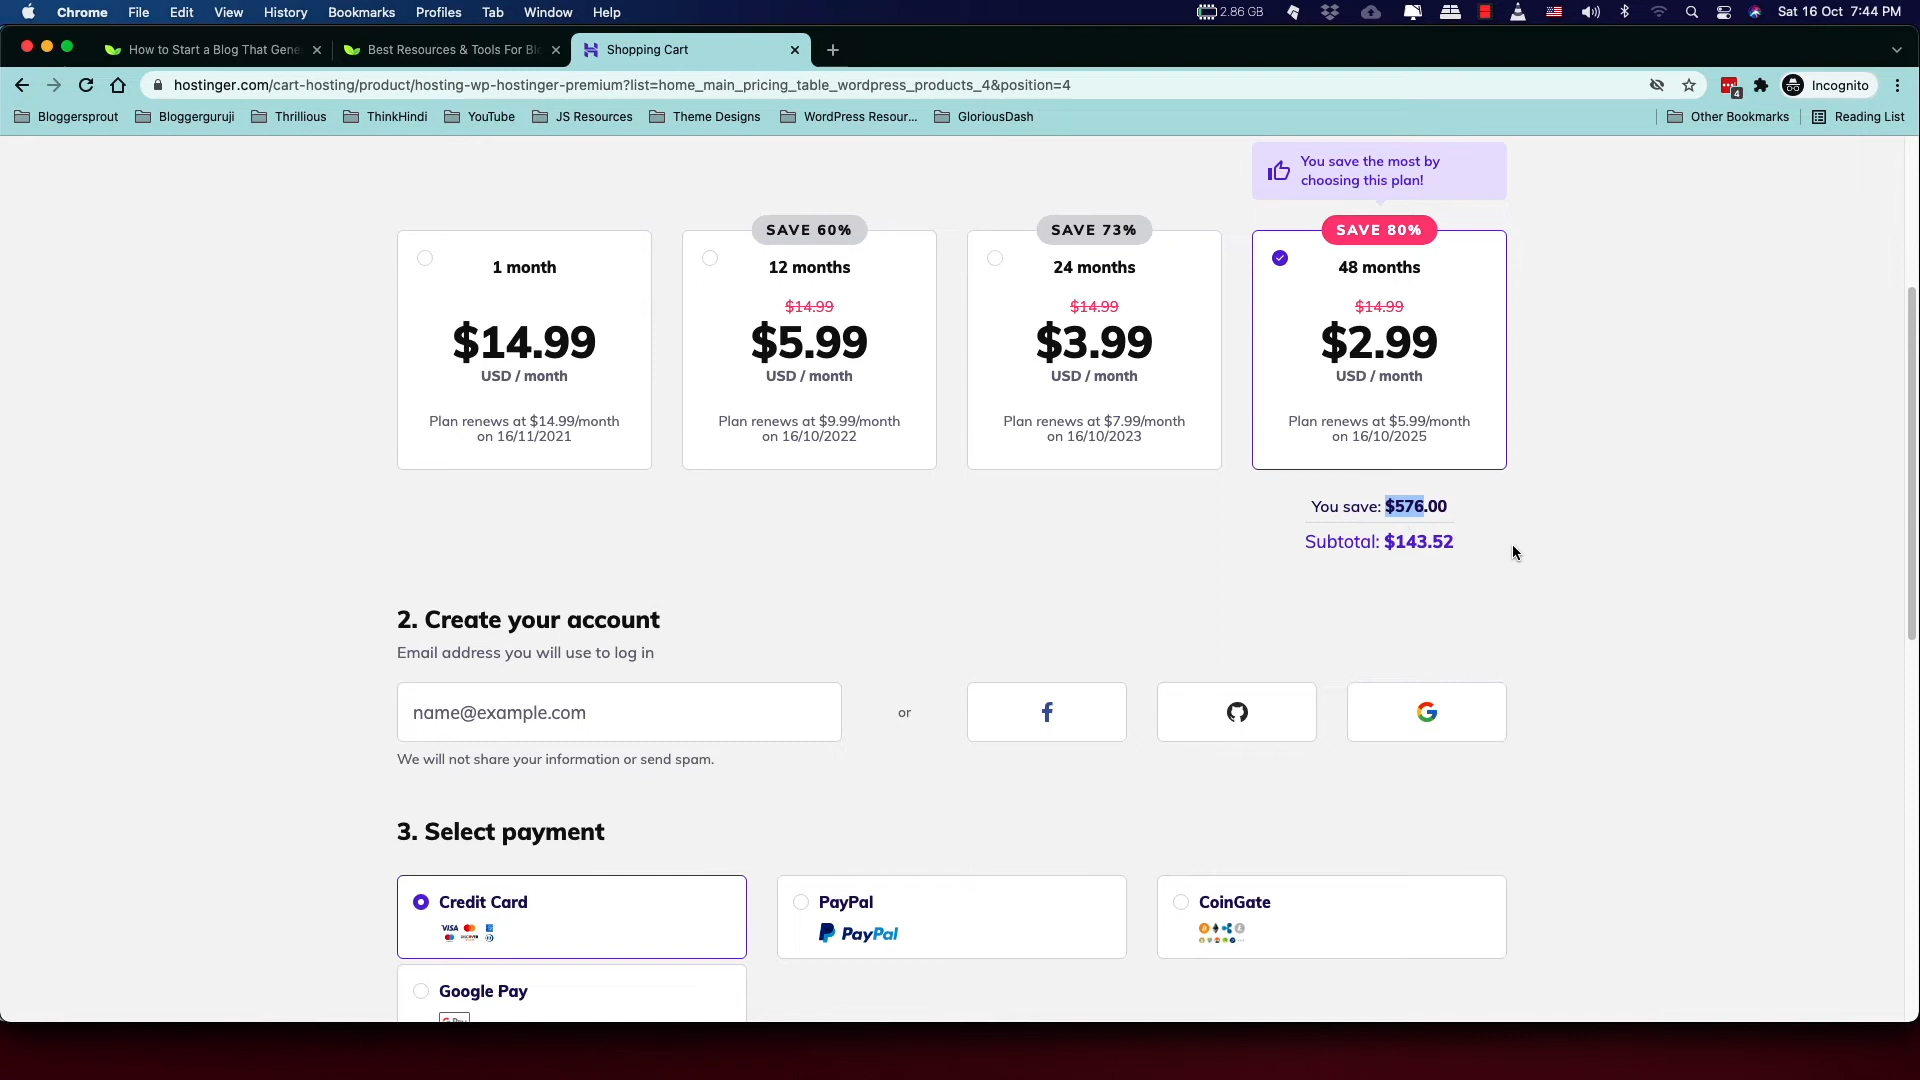 Chrome File Edit View History Bookmarks Profiles Tab Window Help 2.86 GB Sat 16 Oct 7:44 PM
How to Start a Blog That Gene Best Resources & Tools For Bl Shopping Cart
hostinger.com/cart-hosting/product/hosting-wp-hostinger-premium?list=home_main_pricing_table_wordpress_products_4&position=4 4 Incognito
Bloggersprout Bloggerguruji Thrillious ThinkHindi YouTube JS Resources Theme Designs WordPress Resour... GloriousDash Other Bookmarks Reading List
You save the most by
choosing this plan!
SAVE 60% SAVE 73% SAVE 80%
1 month 12 months 24 months 48 months
$14.99 $14.99 $14.99
$14.99 $5.99 $3.99 $2.99
USD / month USD / month USD / month USD / month
Plan renews at $14.99/month Plan renews at $9.99/month Plan renews at $7.99/month Plan renews at $5.99/month
on 16/11/2021 on 16/10/2022 on 16/10/2023 on 16/10/2025
You save: $576.00
Subtotal: $143.52
2. Create your account
Email address you will use to log in
name@example.com or
We will not share your information or send spam.
3. Select payment
Credit Card PayPal CoinGate
VISA PayPal
DISCOVER
Google Pay